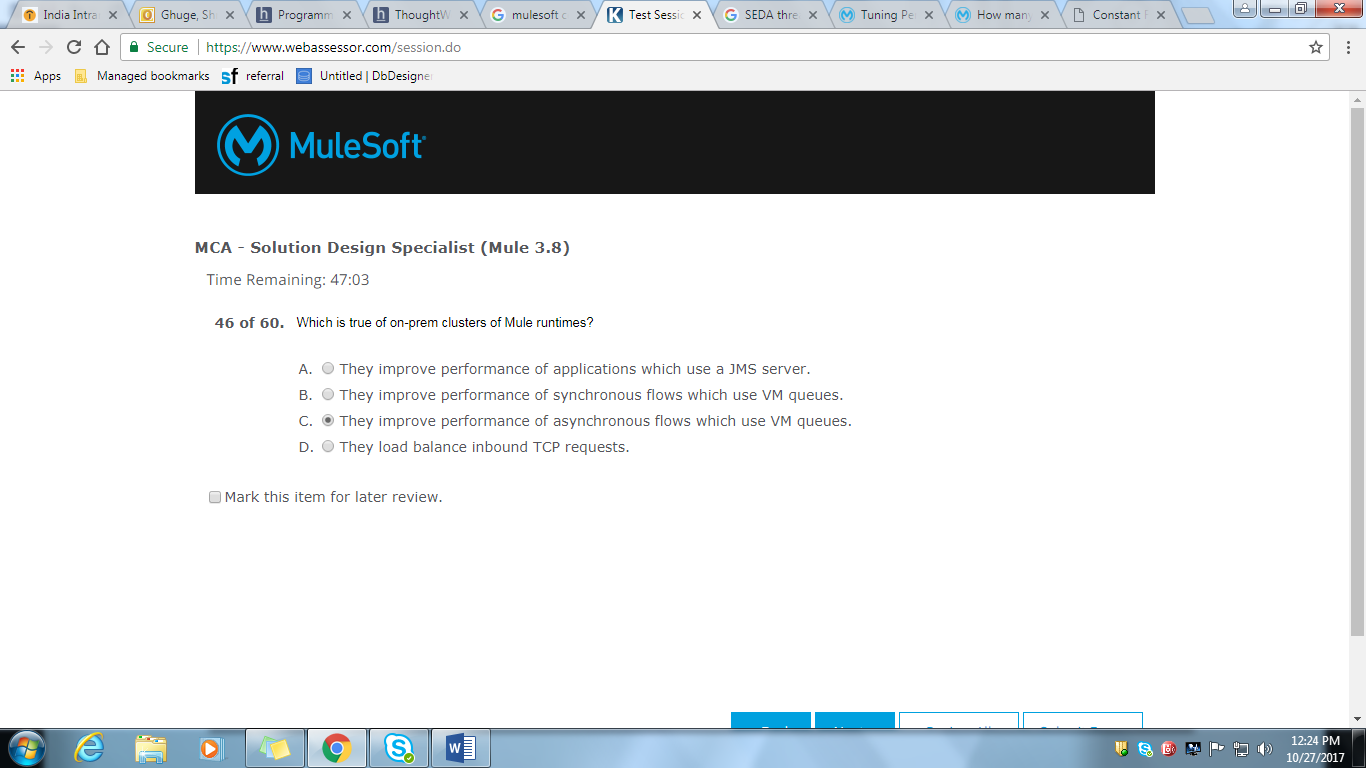 India Intra Ghuge, Sh Programm ThoughtW mulesoft c Test Sessi SEDA thre Tuning Pe How many Constant
Secure https://www.webassessor.com/session.do
Apps Managed bookmarks sf referral Untitled | DbDesigner
MuleSoft
MCA - Solution Design Specialist (Mule 3.8)
Time Remaining: 47:03
46 of 60. Which is true of on-prem clusters of Mule runtimes?
A. They improve performance of applications which use a JMS server.
B. They improve performance of synchronous flows which use VM queues.
C. They improve performance of asynchronous flows which use VM queues.
D. They load balance inbound TCP requests.
Mark this item for later review.
12:24 PM
10/27/2017